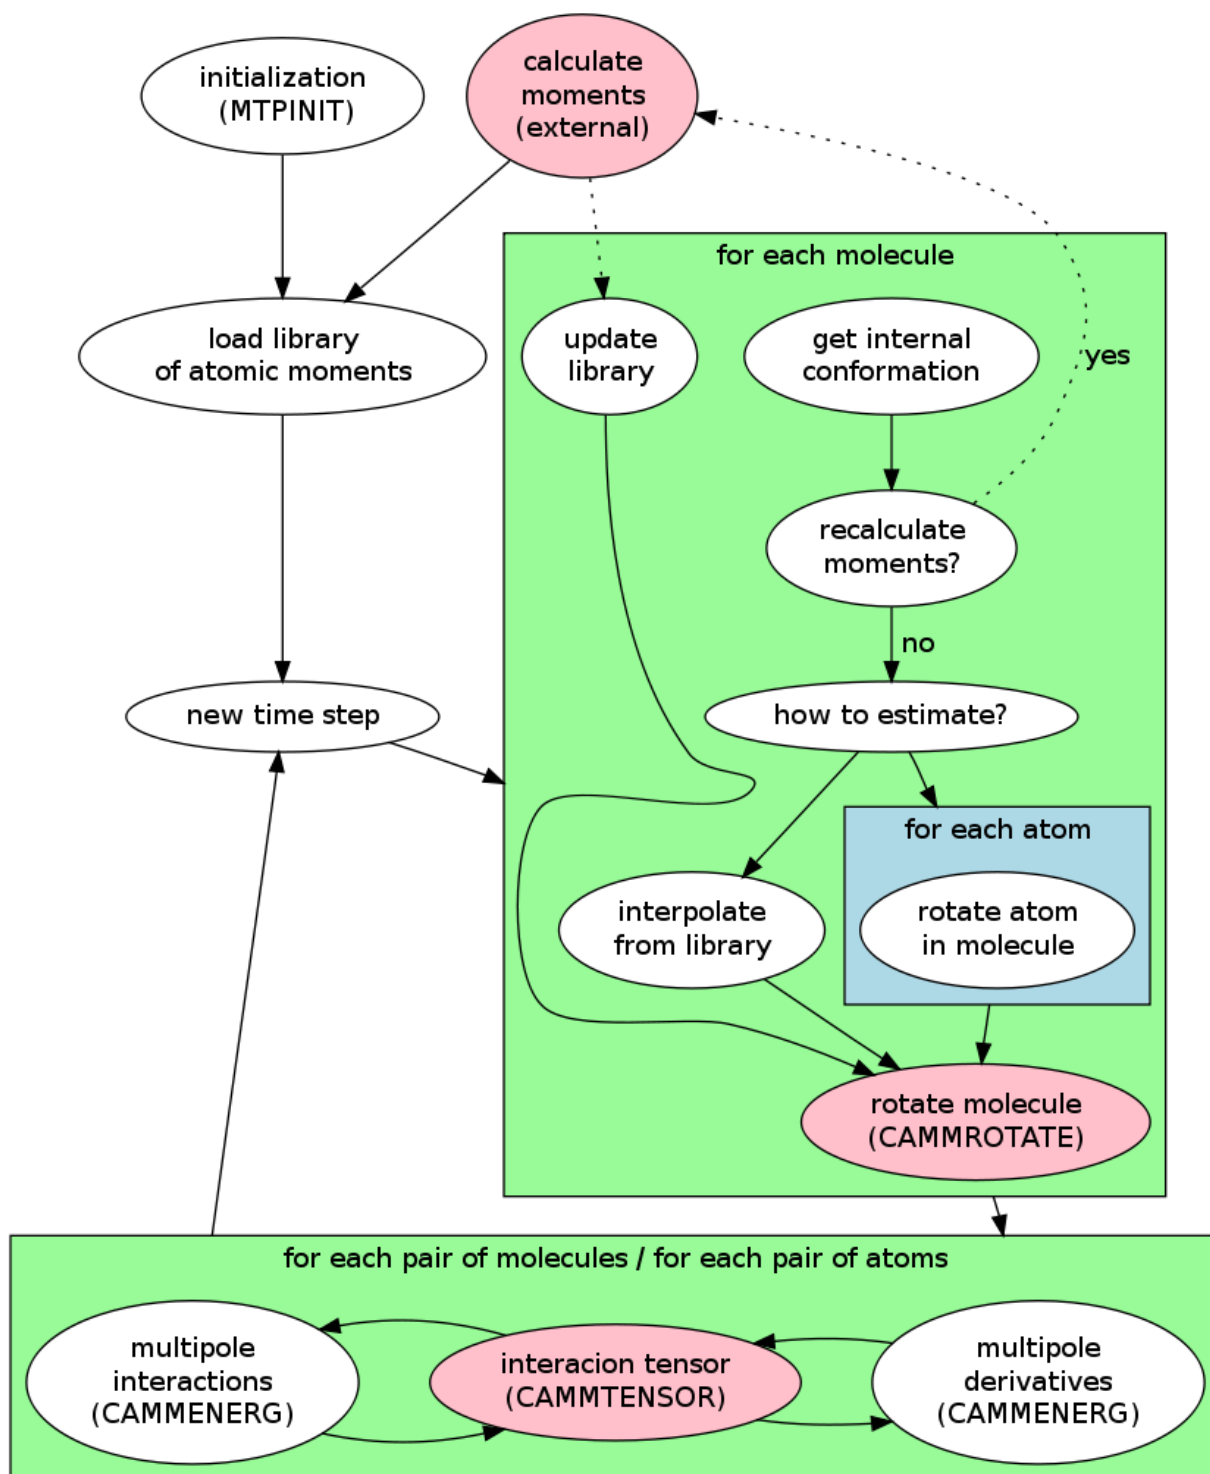 initialization
(MTPINIT)
calculate
moments
(external)
for each molecule
load library
of atomic moments
update
library
get internal
conformation
yes
recalculate
moments?
no
new time step
how to estimate?
for each atom
interpolate
from library
rotate atom
in molecule
rotate molecule
(CAMMROTATE)
for each pair of molecules / for each pair of atoms
multipole
interactions
(CAMMENERG)
interacion tensor
(CAMMTENSOR)
multipole
derivatives
(CAMMENERG)